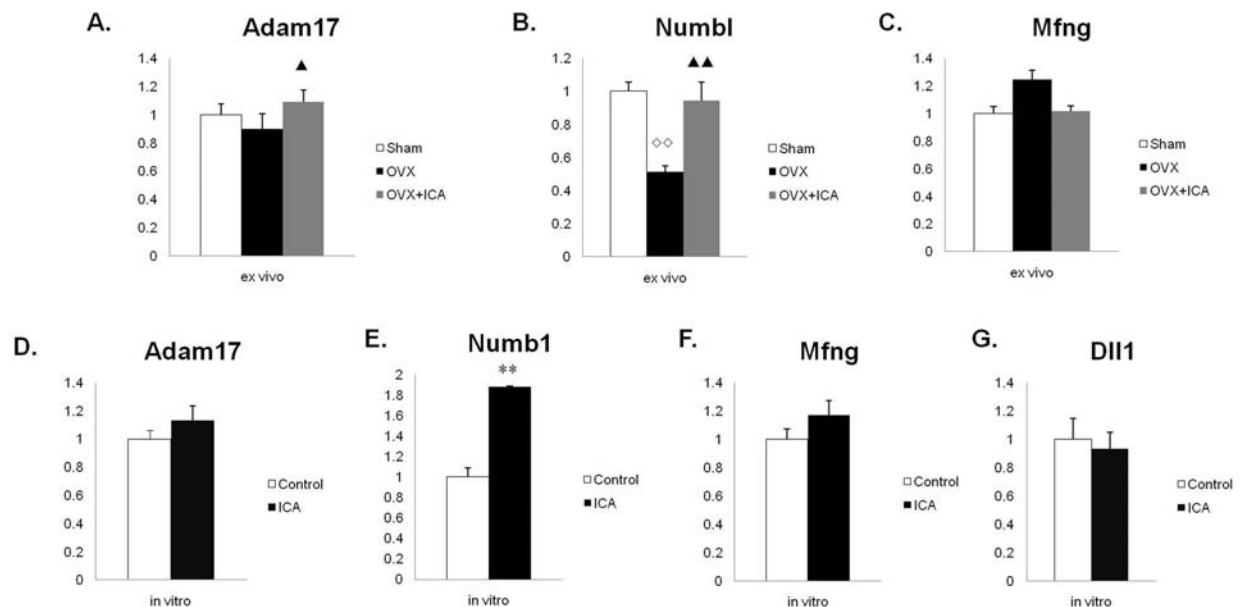 A. Adam17
1.4
1.2
1
0.8
0.6
0.4
0.2
0
▲
Sham
OVX
OVX+ICA
ex vivo
B. Numbl
1.2
1
0.8
0.6
0.4
0.2
0
◇◇
▲▲
Sham
OVX
OVX+ICA
ex vivo
C. Mfng
1.4
1.2
1
0.8
0.6
0.4
0.2
0
Sham
OVX
OVX+ICA
ex vivo
D. Adam17
1.4
1.2
1
0.8
0.6
0.4
0.2
0
Control
ICA
in vitro
E. Numb1
2
1.8
1.6
1.4
1.2
1
0.8
0.6
0.4
0.2
0
**
Control
ICA
in vitro
F. Mfng
1.4
1.2
1
0.8
0.6
0.4
0.2
0
Control
ICA
in vitro
G. Dll1
1.4
1.2
1
0.8
0.6
0.4
0.2
0
Control
ICA
in vitro